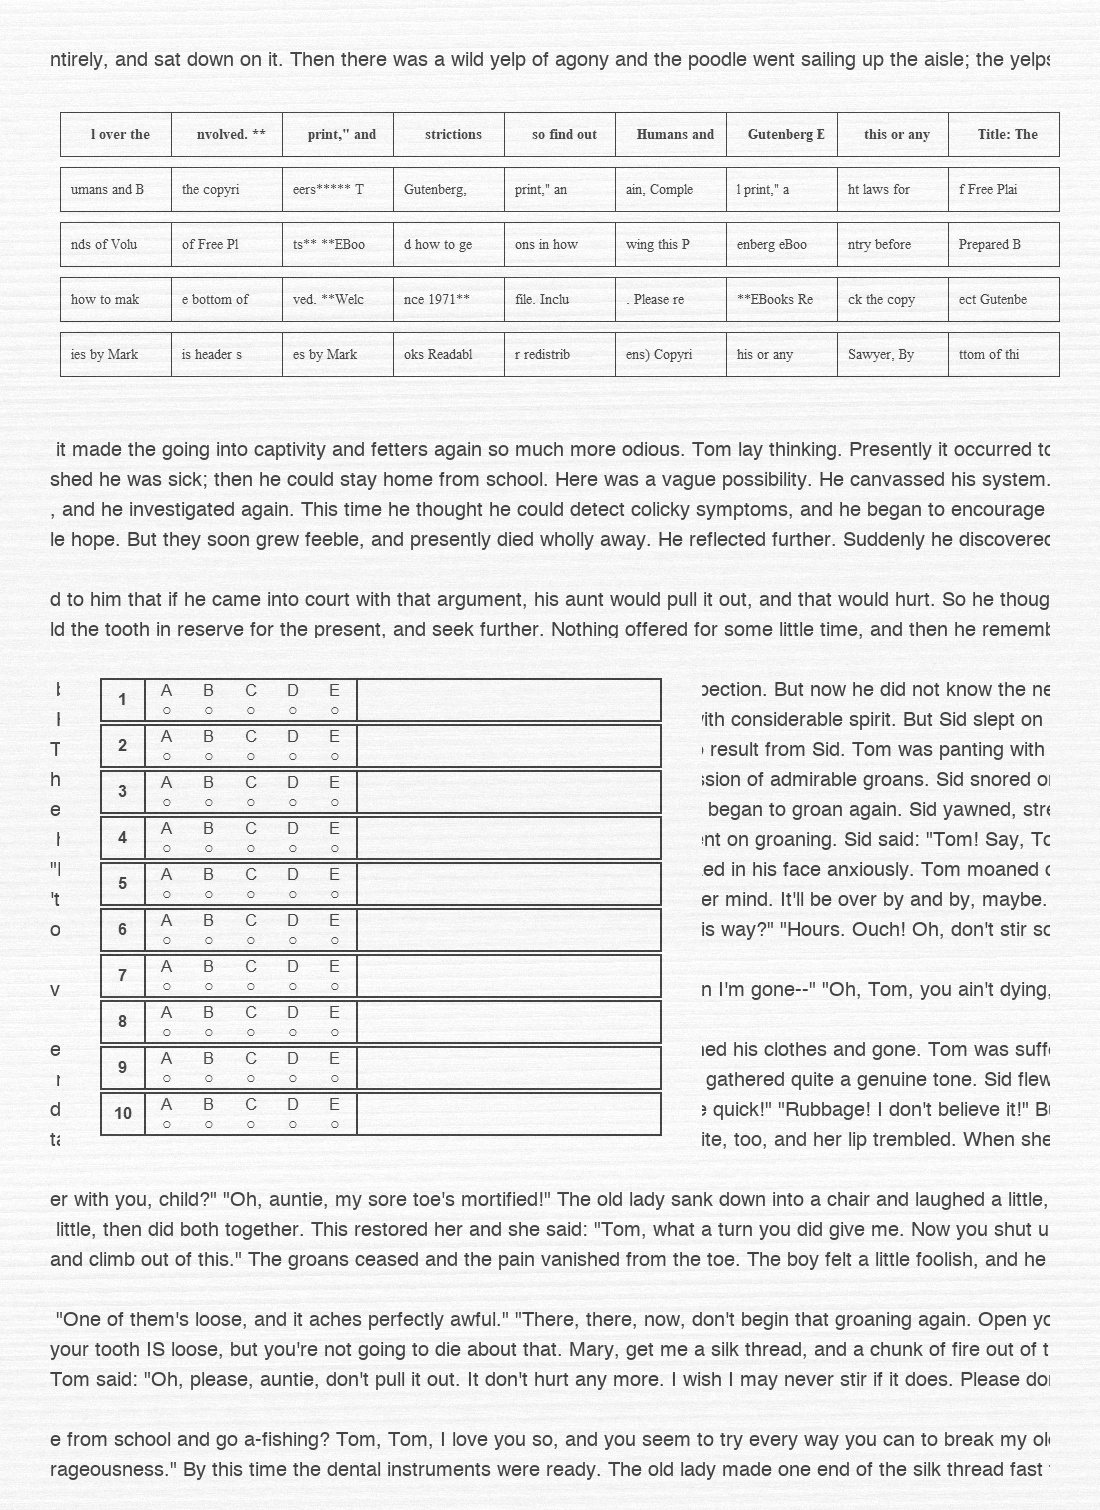 ntirely, and sat down on it. Then there was a wild yelp of agony and the poodle went sailing up the aisle; the yelps
l over the nvolved. ** print," and strictions so find out Humans and Gutenberg E this or any Title: The
umans and B the copyri eers***** T Gutenberg, print," an ain, Comple l print," a ht laws for f Free Plai
nds of Volu of Free Pl ts** **EBoo d how to ge ons in how wing this P enberg eBoo ntry before Prepared B
how to mak e bottom of ved. **Welc nce 1971** file. Inclu . Please re **EBooks Re ck the copy ect Gutenbe
ies by Mark is header s es by Mark oks Readabl r redistrib ens) Copyri his or any Sawyer, By ttom of thi
it made the going into captivity and fetters again so much more odious. Tom lay thinking. Presently it occurred to
shed he was sick; then he could stay home from school. Here was a vague possibility. He canvassed his system.
, and he investigated again. This time he thought he could detect colicky symptoms, and he began to encourage
le hope. But they soon grew feeble, and presently died wholly away. He reflected further. Suddenly he discovered
d to him that if he came into court with that argument, his aunt would pull it out, and that would hurt. So he thoug
ld the tooth in reserve for the present, and seek further. Nothing offered for some little time, and then he rememb
1 A B C D E pection. But now he did not know the ne
with considerable spirit. But Sid slept on
T 2 A B C D E result from Sid. Tom was panting with
h 3 A B C D E ssion of admirable groans. Sid snored on
e 4 A B C D E began to groan again. Sid yawned, stre
ent on groaning. Sid said: "Tom! Say, To
"I 5 A B C D E ed in his face anxiously. Tom moaned o
't er mind. It'll be over by and by, maybe.
o 6 A B C D E is way?" "Hours. Ouch! Oh, don't stir so
v 7 A B C D E n I'm gone--" "Oh, Tom, you ain't dying,
8 A B C D E
e 9 A B C D E ned his clothes and gone. Tom was suffe
gathered quite a genuine tone. Sid flew
d 10 A B C D E e quick!" "Rubbage! I don't believe it!" Bu
ta ite, too, and her lip trembled. When she
er with you, child?" "Oh, auntie, my sore toe's mortified!" The old lady sank down into a chair and laughed a little,
little, then did both together. This restored her and she said: "Tom, what a turn you did give me. Now you shut u
and climb out of this." The groans ceased and the pain vanished from the toe. The boy felt a little foolish, and he
"One of them's loose, and it aches perfectly awful." "There, there, now, don't begin that groaning again. Open yo
your tooth IS loose, but you're not going to die about that. Mary, get me a silk thread, and a chunk of fire out of t
Tom said: "Oh, please, auntie, don't pull it out. It don't hurt any more. I wish I may never stir if it does. Please don
e from school and go a-fishing? Tom, Tom, I love you so, and you seem to try every way you can to break my old
rageousness." By this time the dental instruments were ready. The old lady made one end of the silk thread fast